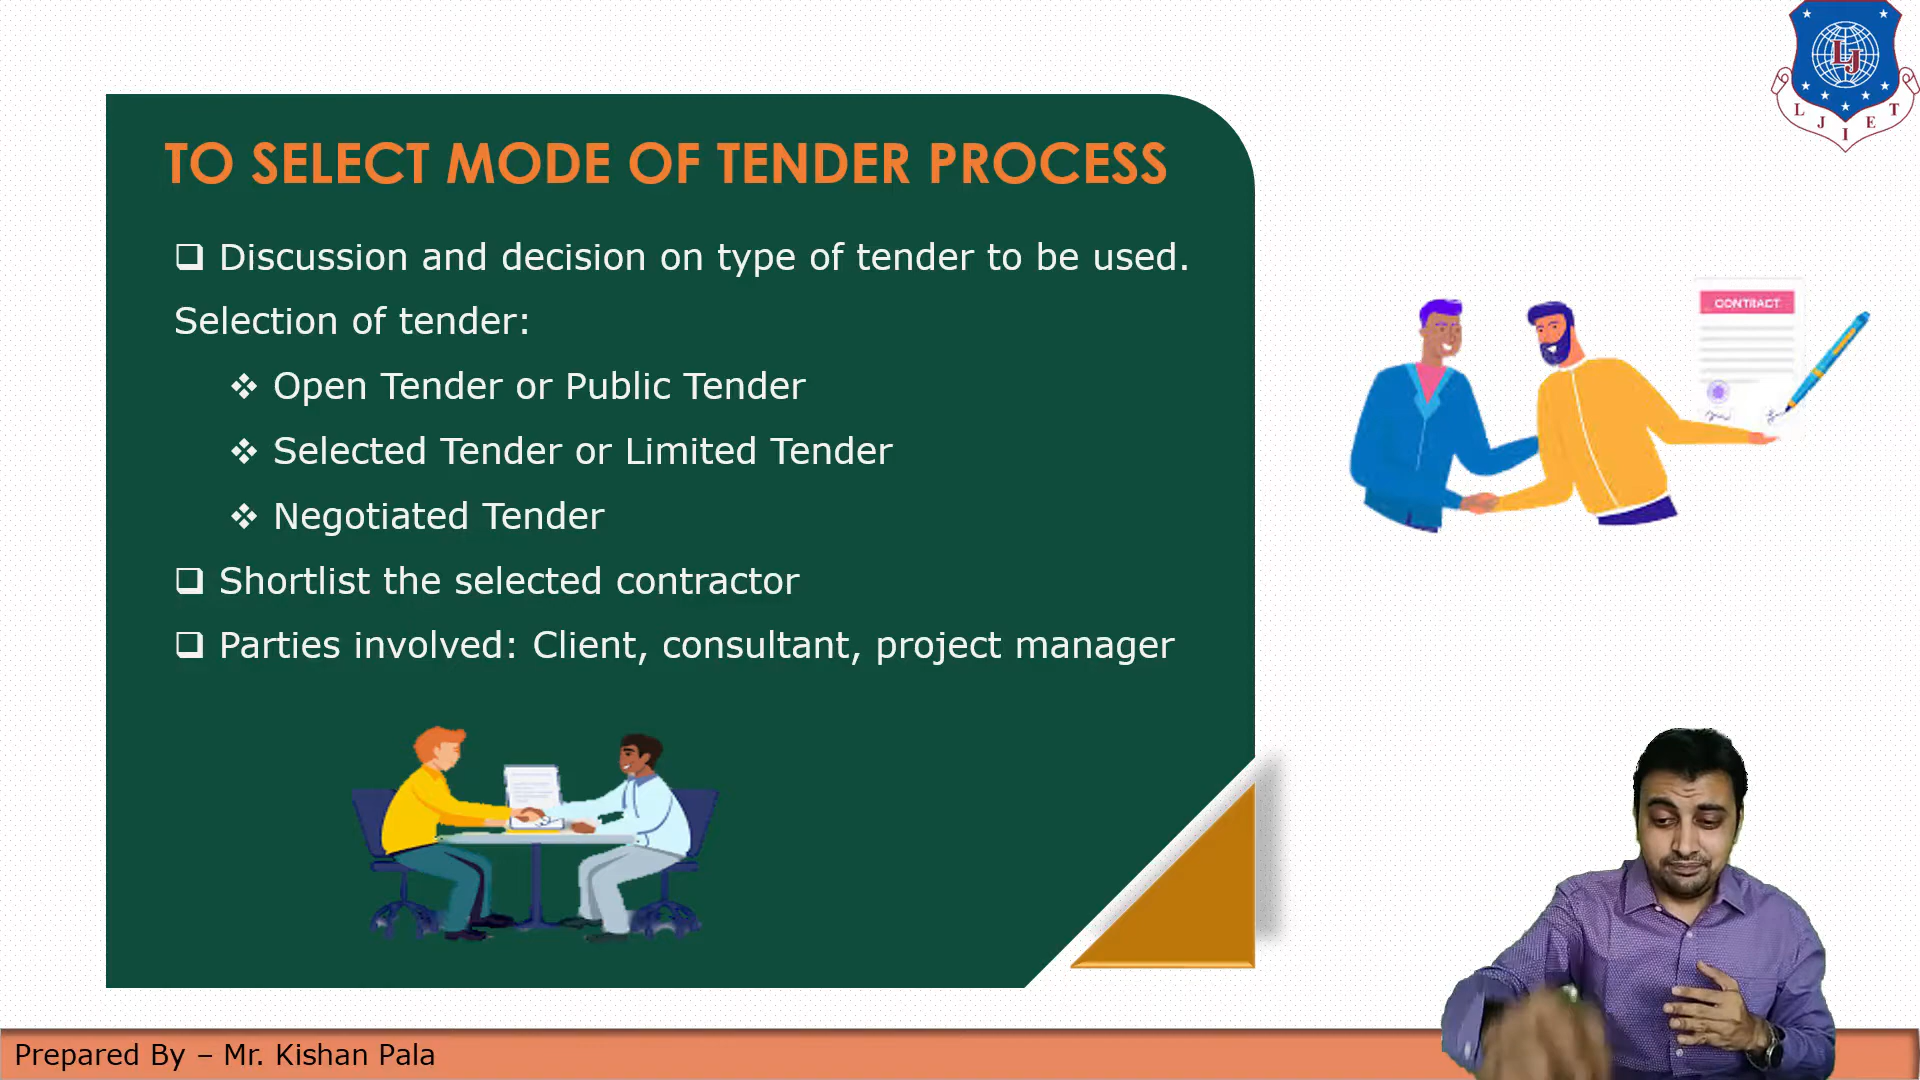 TO SELECT MODE OF TENDER PROCESS
Discussion and decision on type of tender to be used.
Selection of tender:
Open Tender or Public Tender
Selected Tender or Limited Tender
Negotiated Tender
Shortlist the selected contractor
Parties involved: Client, consultant, project manager
CONTRACT
LJ
L J I E T
Prepared By – Mr. Kishan Pala